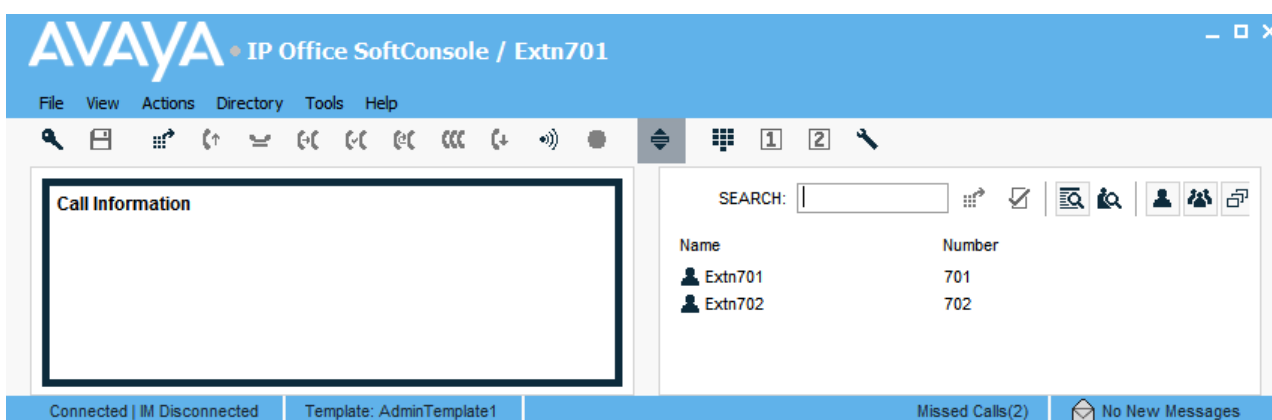 AVAYA IP Office SoftConsole / Extn701
File View Actions Directory Tools Help
1 2
Call Information
SEARCH:
Name Number
Extn701 701
Extn702 702
Connected | IM Disconnected Template: AdminTemplate1 Missed Calls(2) No New Messages